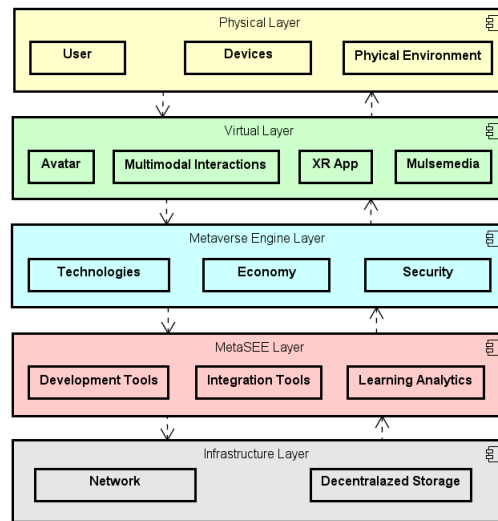 Physical Layer
User Devices Phyical Environment
Virtual Layer
Avatar Multimodal Interactions XR App Mulsemedia
Metaverse Engine Layer
Technologies Economy Security
MetaSEE Layer
Development Tools Integration Tools Learning Analytics
Infrastructure Layer
Network Decentralazed Storage